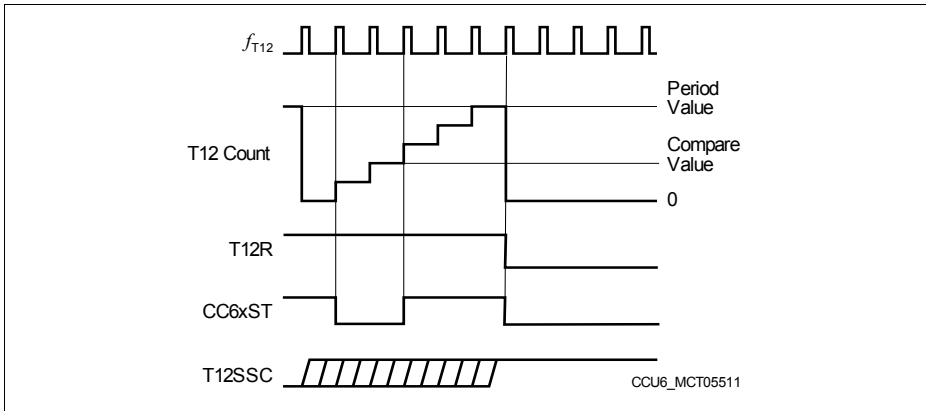 fT12
Period
Value
T12 Count
Compare
Value
0
T12R
CC6xST
T12SSC
CCU6_MCT05511